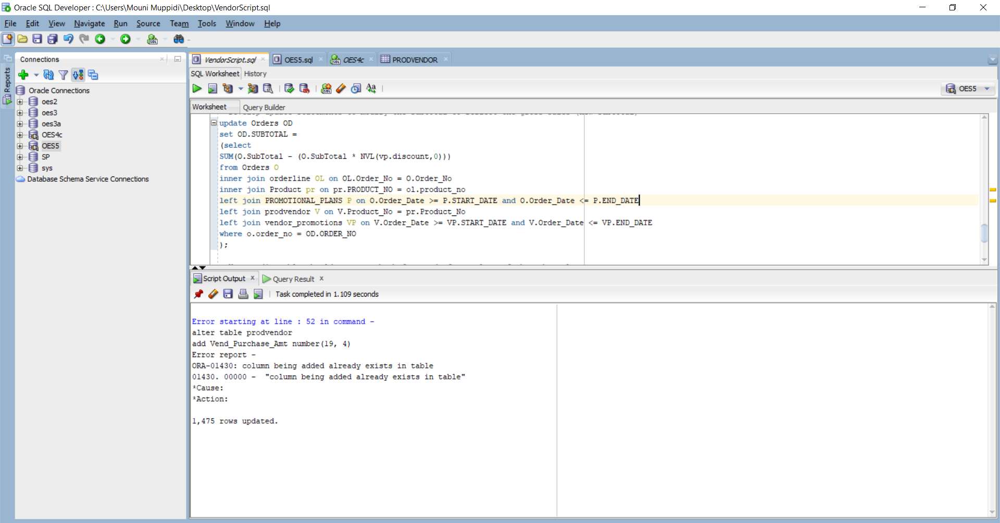 Oracle SQL Developer : C:\Users\Mouni Muppidi\Desktop\VendorScript.sql
File Edit View Navigate Run Source Team Tools Window Help
Reports
Connections
Oracle Connections
oes2
oes3
oes3a
OES4c
OES5
SP
sys
Database Schema Service Connections
VendorScript.sql OES5.sql OES4c PRODVENDOR
SQL Worksheet History
OES5
Worksheet Query Builder
update Orders OD
set OD.SUBTOTAL =
(select
SUM(O.SubTotal - (O.SubTotal * NVL(vp.discount,0)))
from Orders O
inner join orderline OL on OL.Order_No = O.Order_No
inner join Product pr on pr.PRODUCT_NO = ol.product_no
left join PROMOTIONAL_PLANS P on O.Order_Date >= P.START_DATE and O.Order_Date <= P.END_DATE
left join prodvendor V on V.Product_No = pr.Product_No
left join vendor_promotions VP on V.Order_Date >= VP.START_DATE and V.Order_Date <= VP.END_DATE
where o.order_no = OD.ORDER_NO
);
Script Output x Query Result x
Task completed in 1.109 seconds
Error starting at line : 52 in command -
alter table prodvendor
add Vend_Purchase_Amt number(19, 4)
Error report -
ORA-01430: column being added already exists in table
01430. 00000 -  "column being added already exists in table"
*Cause:
*Action:
1,475 rows updated.